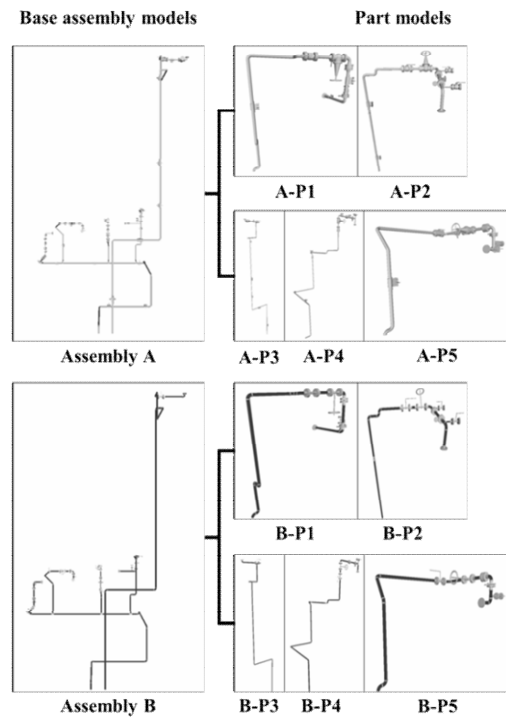 Base assembly models Part models
A-P1 A-P2
A-P3 A-P4 A-P5
Assembly A
B-P1 B-P2
B-P3 B-P4 B-P5
Assembly B